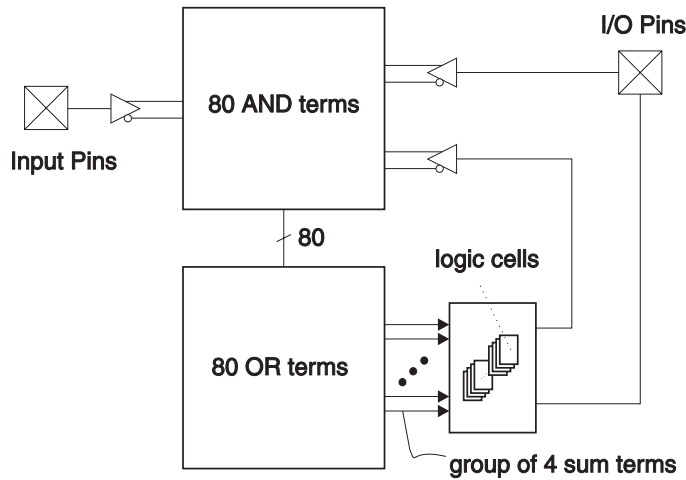 I/O Pins
80 AND terms
Input Pins
80
logic cells
80 OR terms
group of 4 sum terms